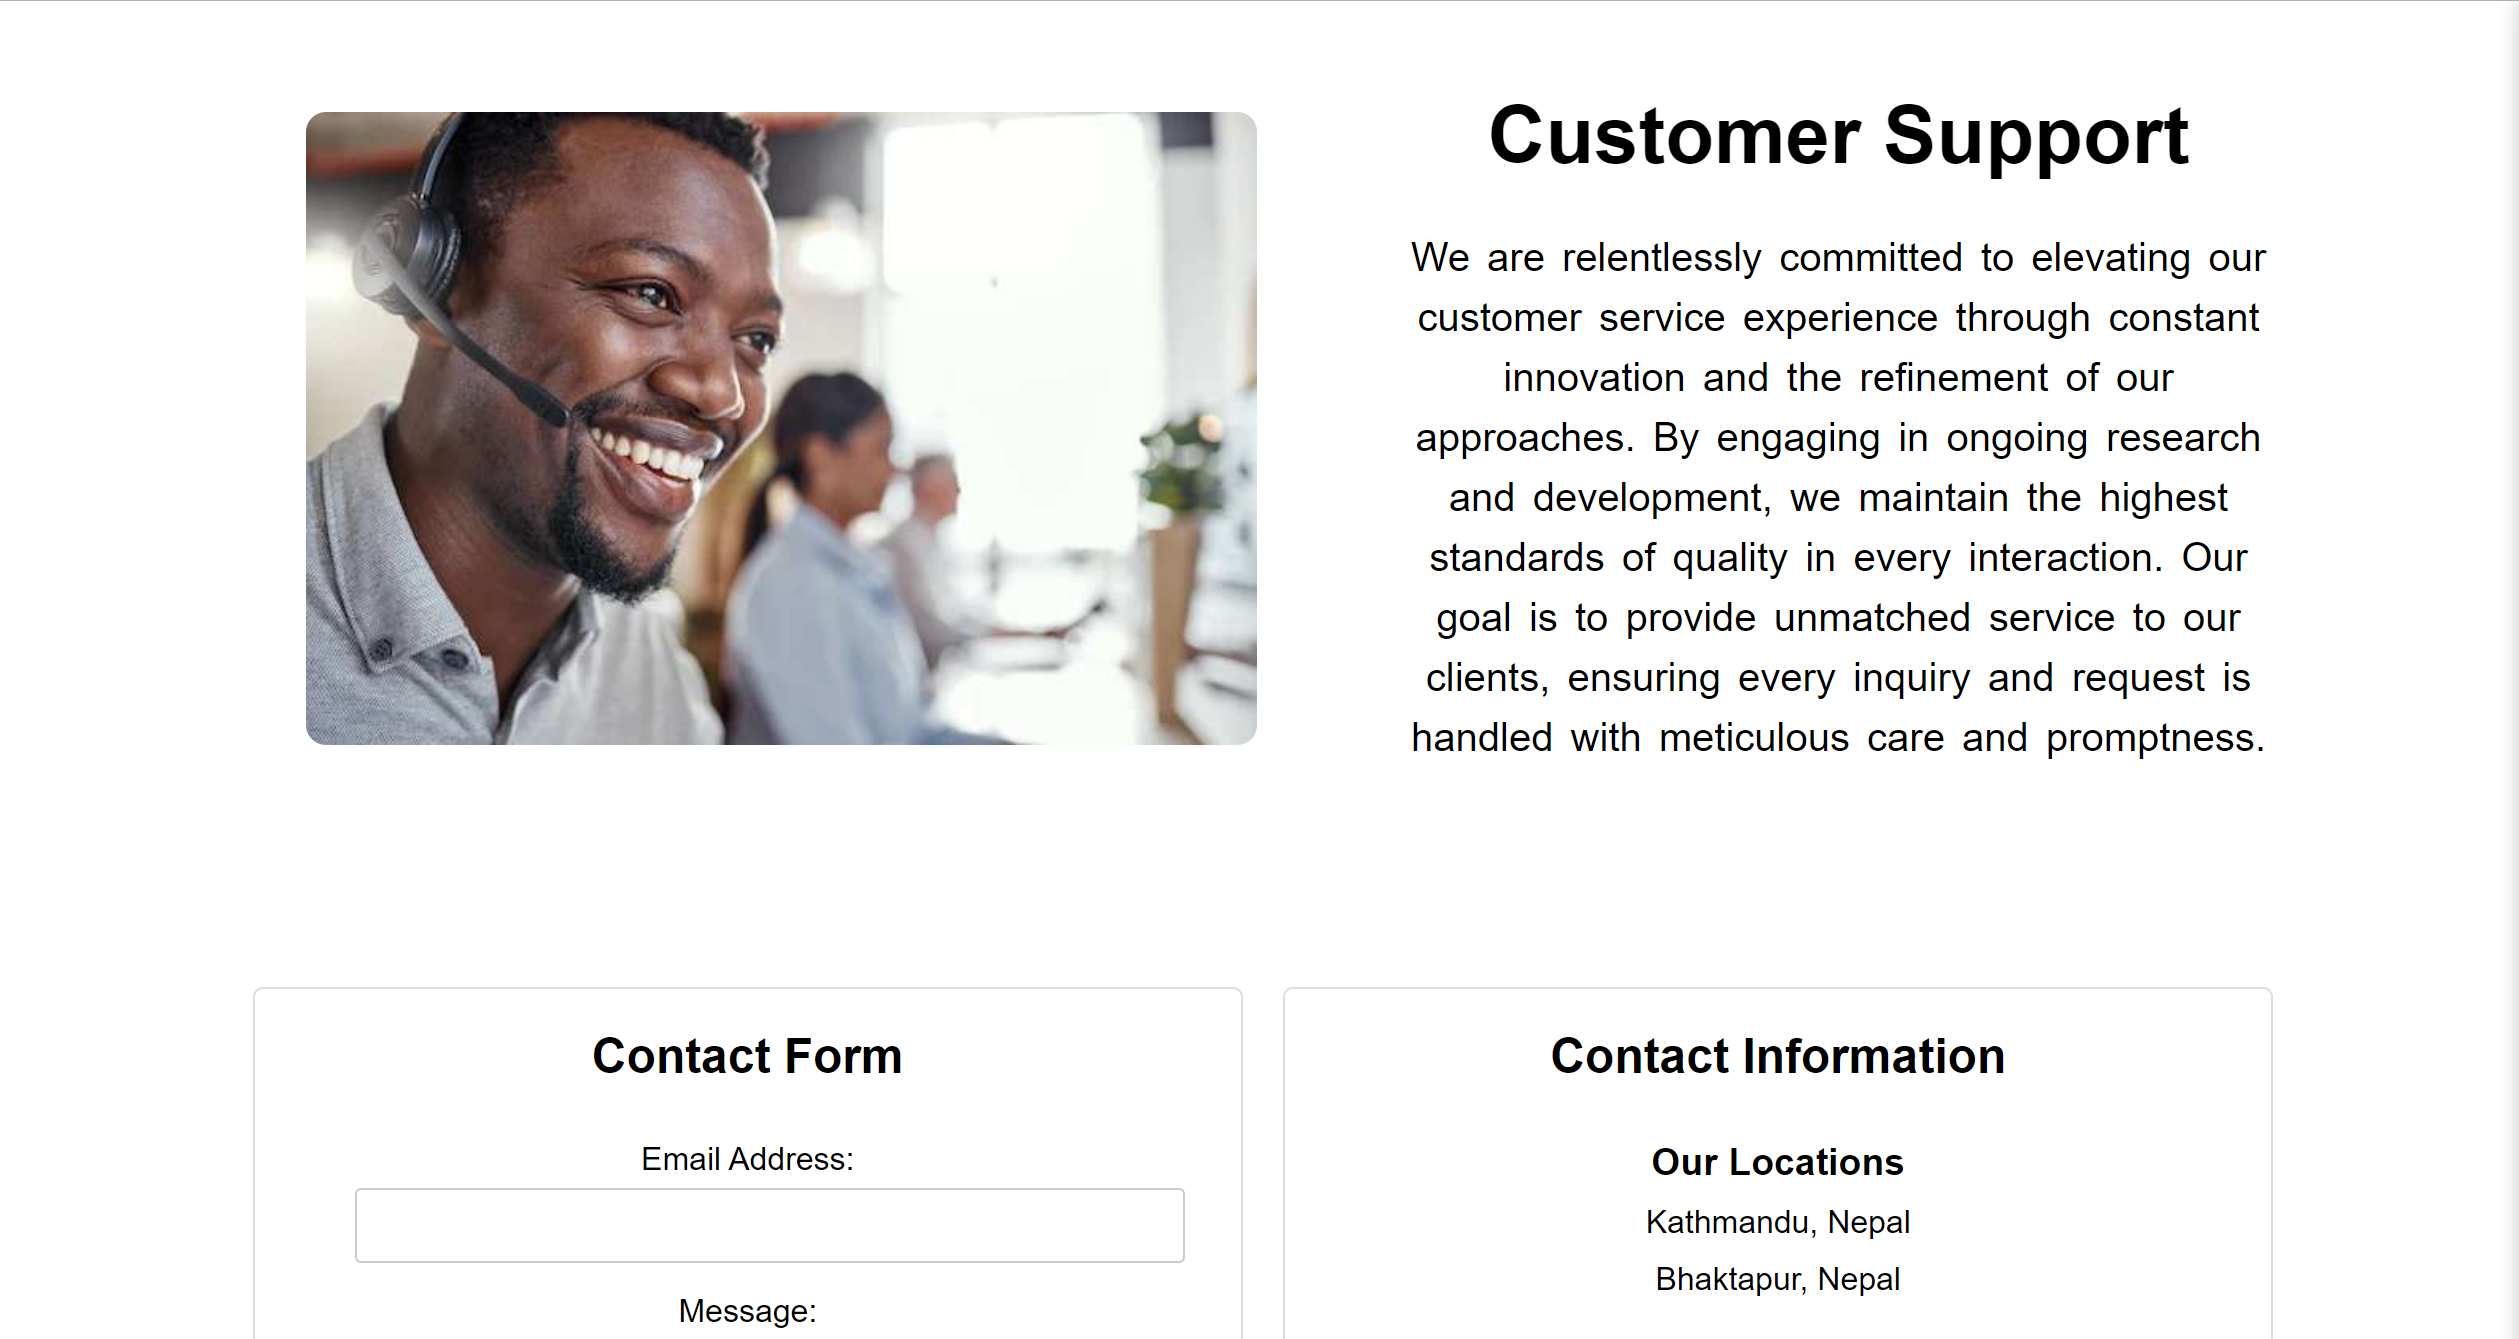 Customer Support
We are relentlessly committed to elevating our
customer service experience through constant
innovation and the refinement of our
approaches. By engaging in ongoing research
and development, we maintain the highest
standards of quality in every interaction. Our
goal is to provide unmatched service to our
clients, ensuring every inquiry and request is
handled with meticulous care and promptness.
Contact Form
Email Address:
Message:
Contact Information
Our Locations
Kathmandu, Nepal
Bhaktapur, Nepal